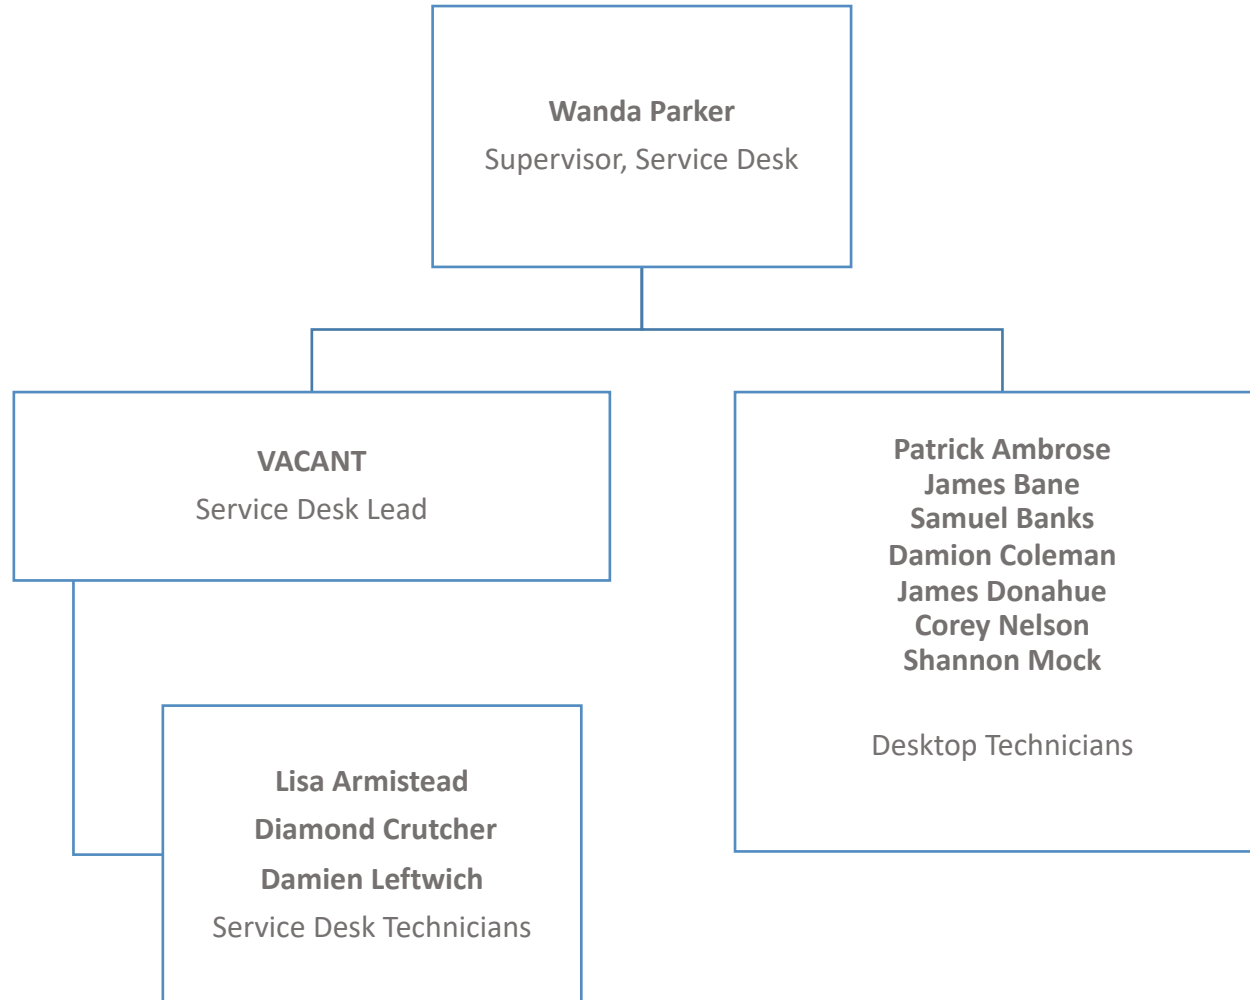 Wanda Parker
Supervisor, Service Desk
VACANT
Service Desk Lead
Patrick Ambrose
James Bane
Samuel Banks
Damion Coleman
James Donahue
Corey Nelson
Shannon Mock
Desktop Technicians
Lisa Armistead
Diamond Crutcher
Damien Leftwich
Service Desk Technicians